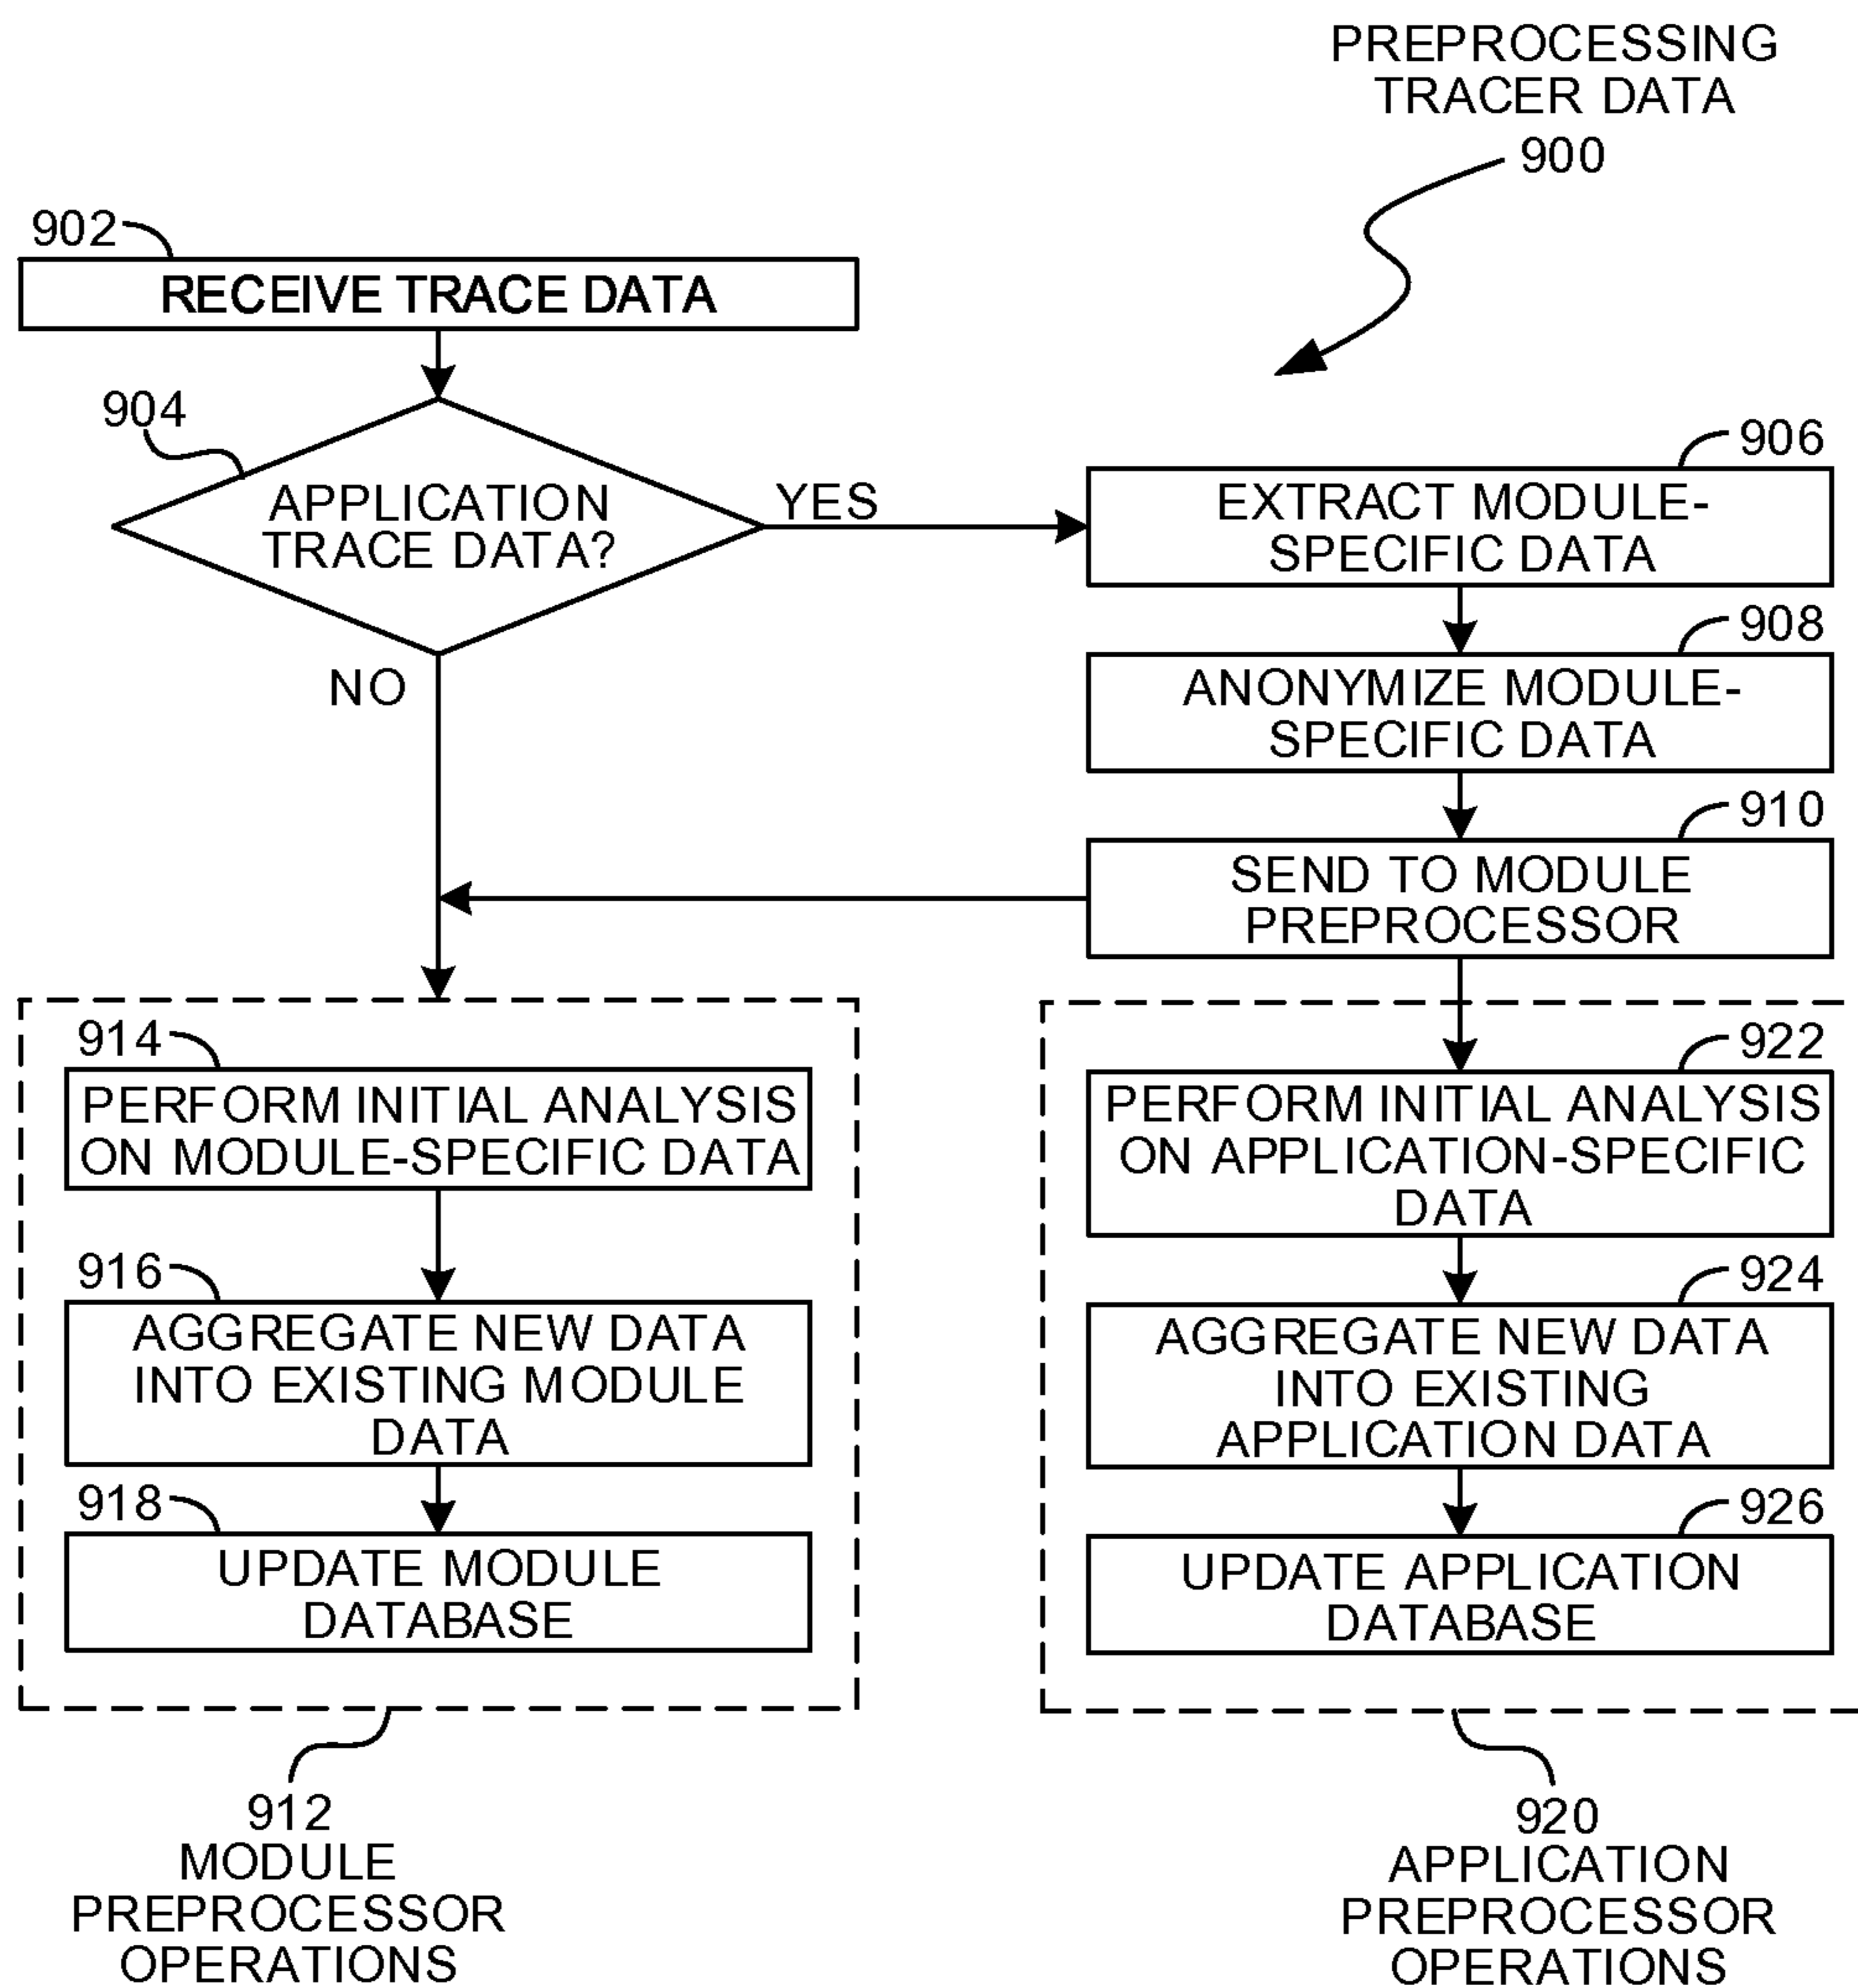 PREPROCESSING
TRACER DATA
900
902
RECEIVE TRACE DATA
904
APPLICATION
TRACE DATA?
YES
NO
906
EXTRACT MODULE-
SPECIFIC DATA
908
ANONYMIZE MODULE-
SPECIFIC DATA
910
SEND TO MODULE
PREPROCESSOR
914
PERFORM INITIAL ANALYSIS
ON MODULE-SPECIFIC DATA
916
AGGREGATE NEW DATA
INTO EXISTING MODULE
DATA
918
UPDATE MODULE
DATABASE
912
MODULE
PREPROCESSOR
OPERATIONS
922
PERFORM INITIAL ANALYSIS
ON APPLICATION-SPECIFIC
DATA
924
AGGREGATE NEW DATA
INTO EXISTING
APPLICATION DATA
926
UPDATE APPLICATION
DATABASE
920
APPLICATION
PREPROCESSOR
OPERATIONS